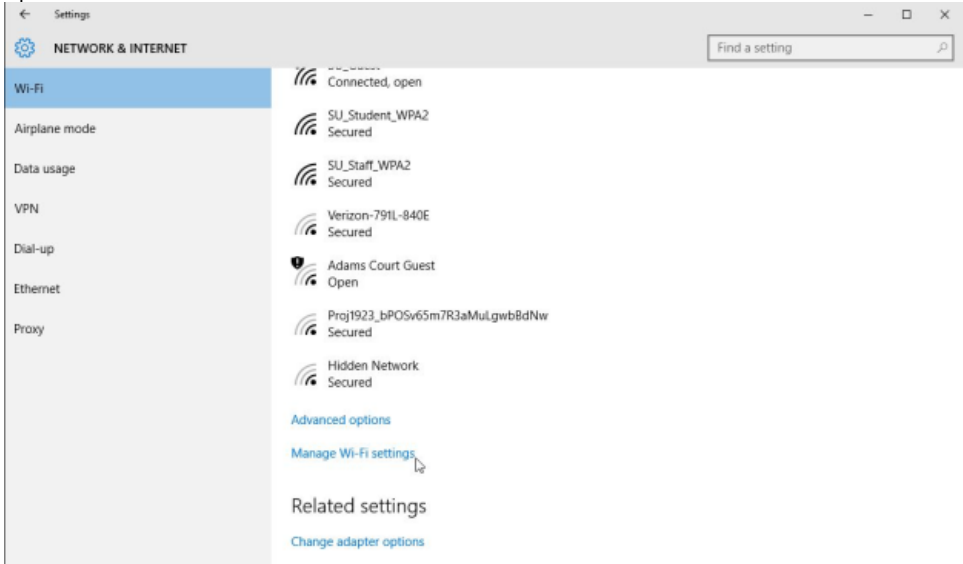 Settings
NETWORK & INTERNET
Find a setting
Wi-Fi
Airplane mode
Data usage
VPN
Dial-up
Ethernet
Proxy
Connected, open
SU_Student_WPA2
Secured
SU_Staff_WPA2
Secured
Verizon-791L-840E
Secured
Adams Court Guest
Open
Proj1923_bPOSv65m7R3aMuLgwbBdNw
Secured
Hidden Network
Secured
Advanced options
Manage Wi-Fi settings
Related settings
Change adapter options